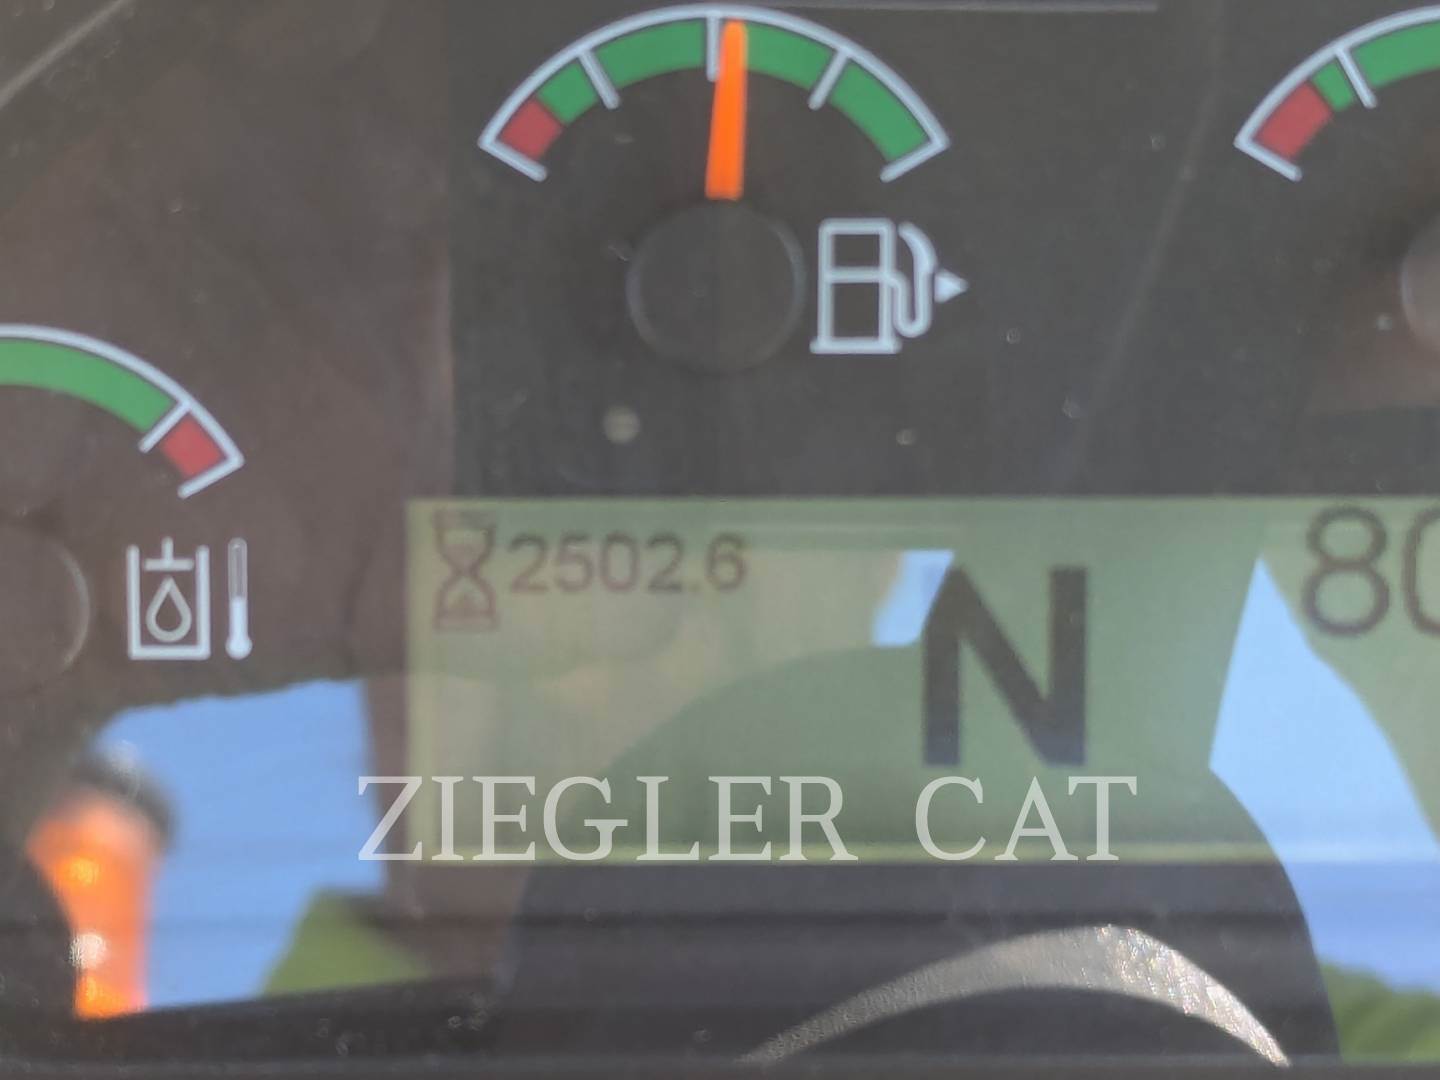 2502.6
N
80
ZIEGLER CAT